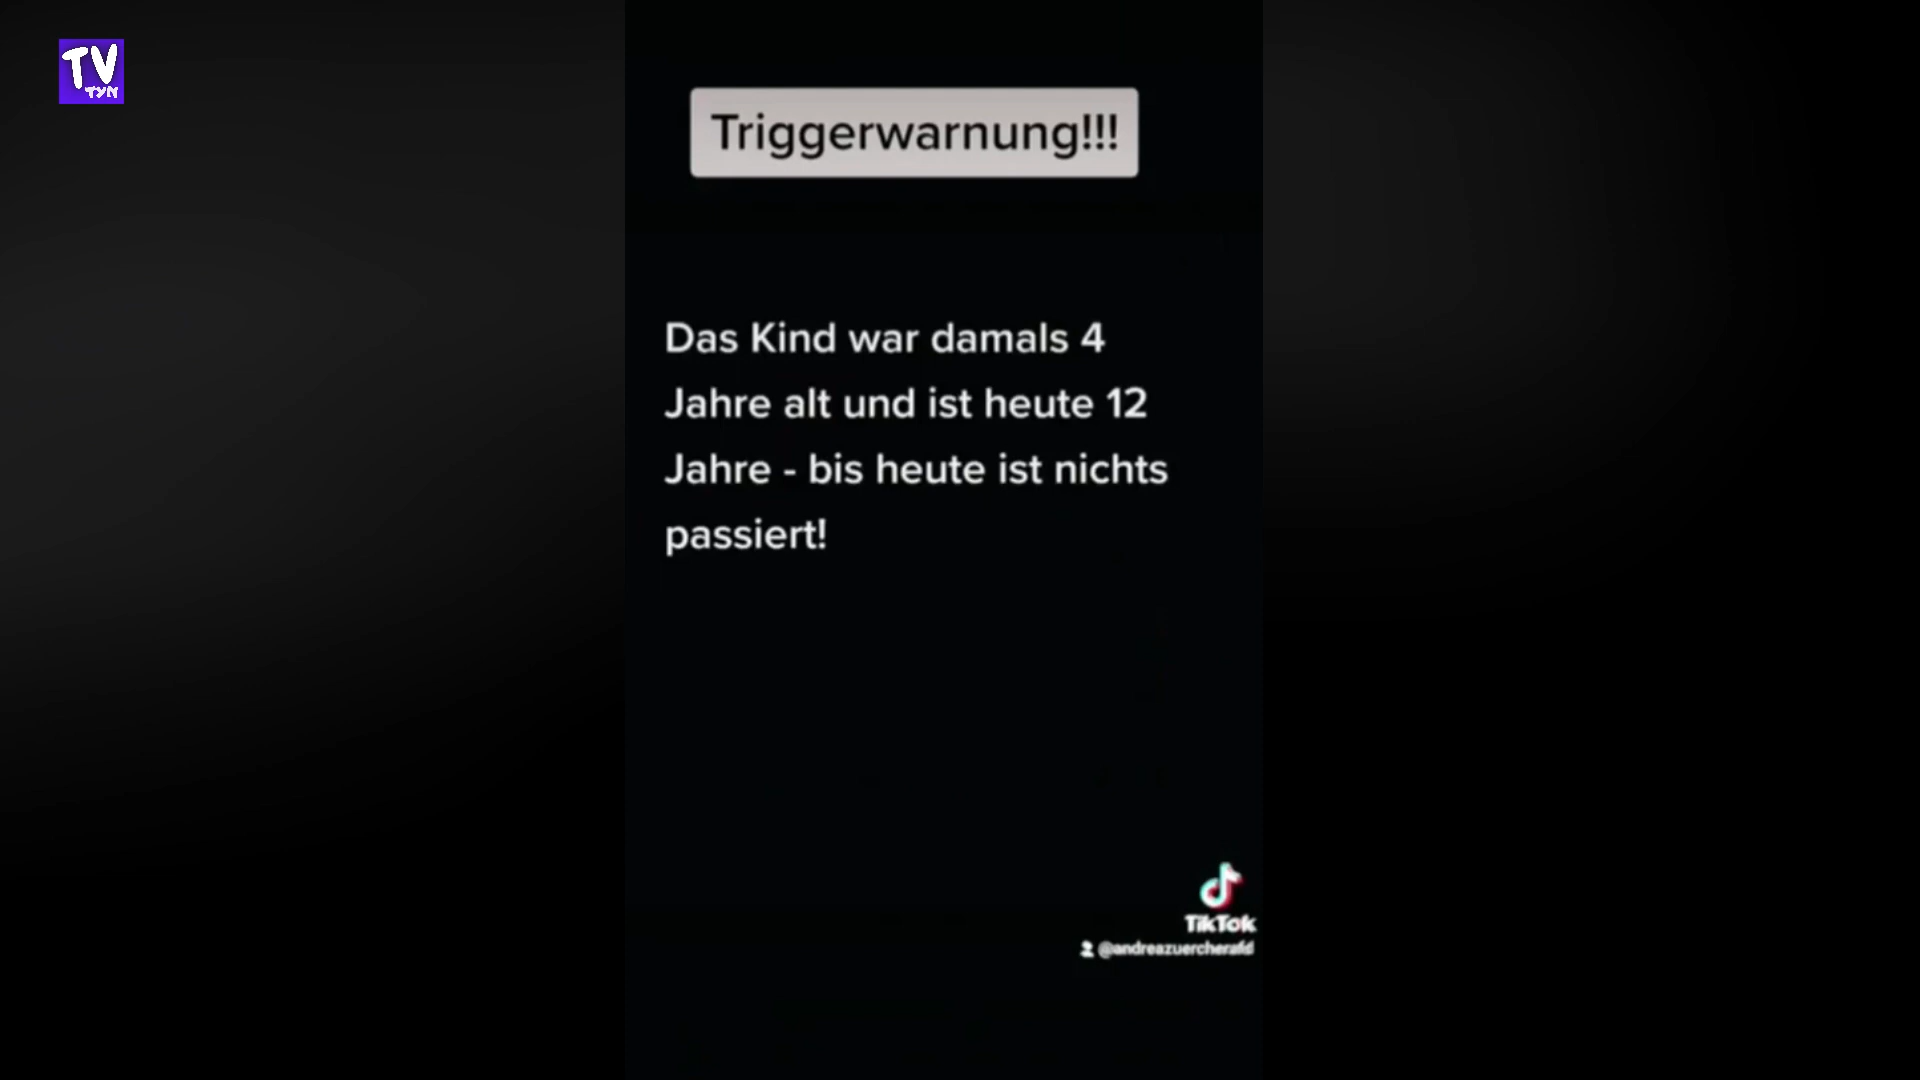 TV
TYN
Triggerwarnung!!!
Das Kind war damals 4
Jahre alt und ist heute 12
Jahre - bis heute ist nichts
passiert!
TikTok
@andreazuercherafd